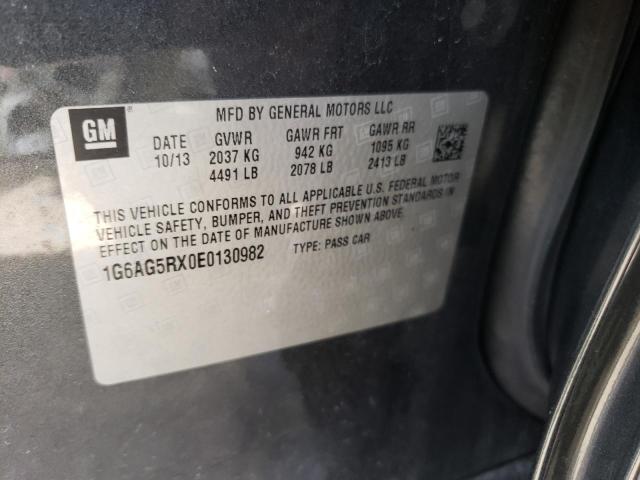 GM
MFD BY GENERAL MOTORS LLC
DATE GVWR GAWR FRT GAWR RR
10/13 2037 KG 942 KG 1095 KG
4491 LB 2078 LB 2413 LB
THIS VEHICLE CONFORMS TO ALL APPLICABLE U.S. FEDERAL MOTOR
VEHICLE SAFETY, BUMPER, AND THEFT PREVENTION STANDARDS IN
EFFECT ON THE DATE OF MANUFACTURE SHOWN ABOVE.
1G6AG5RX0E0130982 TYPE: PASS CAR